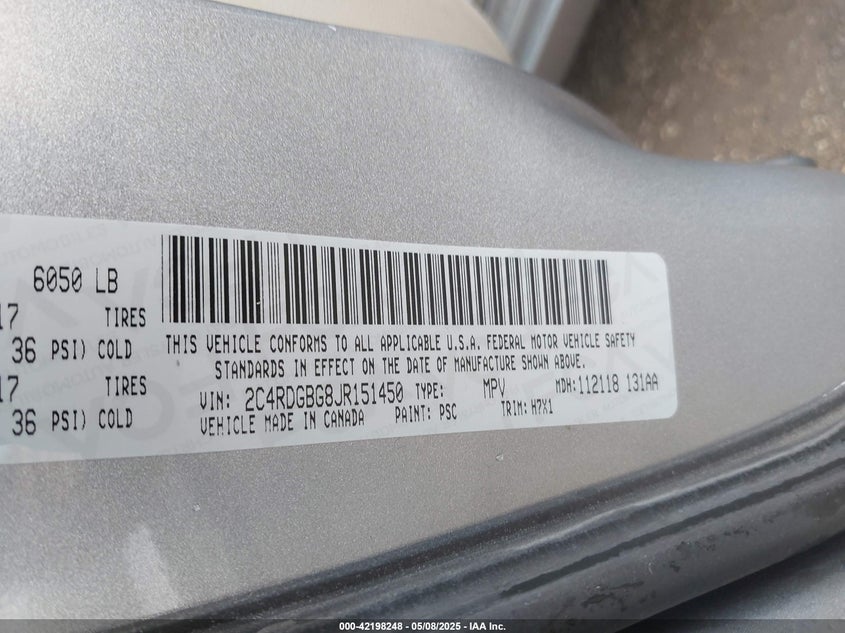 6050 LB
17 TIRES
36 PSI) COLD
17 TIRES
36 PSI) COLD
THIS VEHICLE CONFORMS TO ALL APPLICABLE U.S.A. FEDERAL MOTOR VEHICLE SAFETY
STANDARDS IN EFFECT ON THE DATE OF MANUFACTURE SHOWN ABOVE.
VIN: 2C4RDGBG8JR151450 TYPE: MPV MDH: 112118 131AA
VEHICLE MADE IN CANADA PAINT: PSC TRIM: H7X1
000-42198248 - 05/08/2025 - IAA Inc.